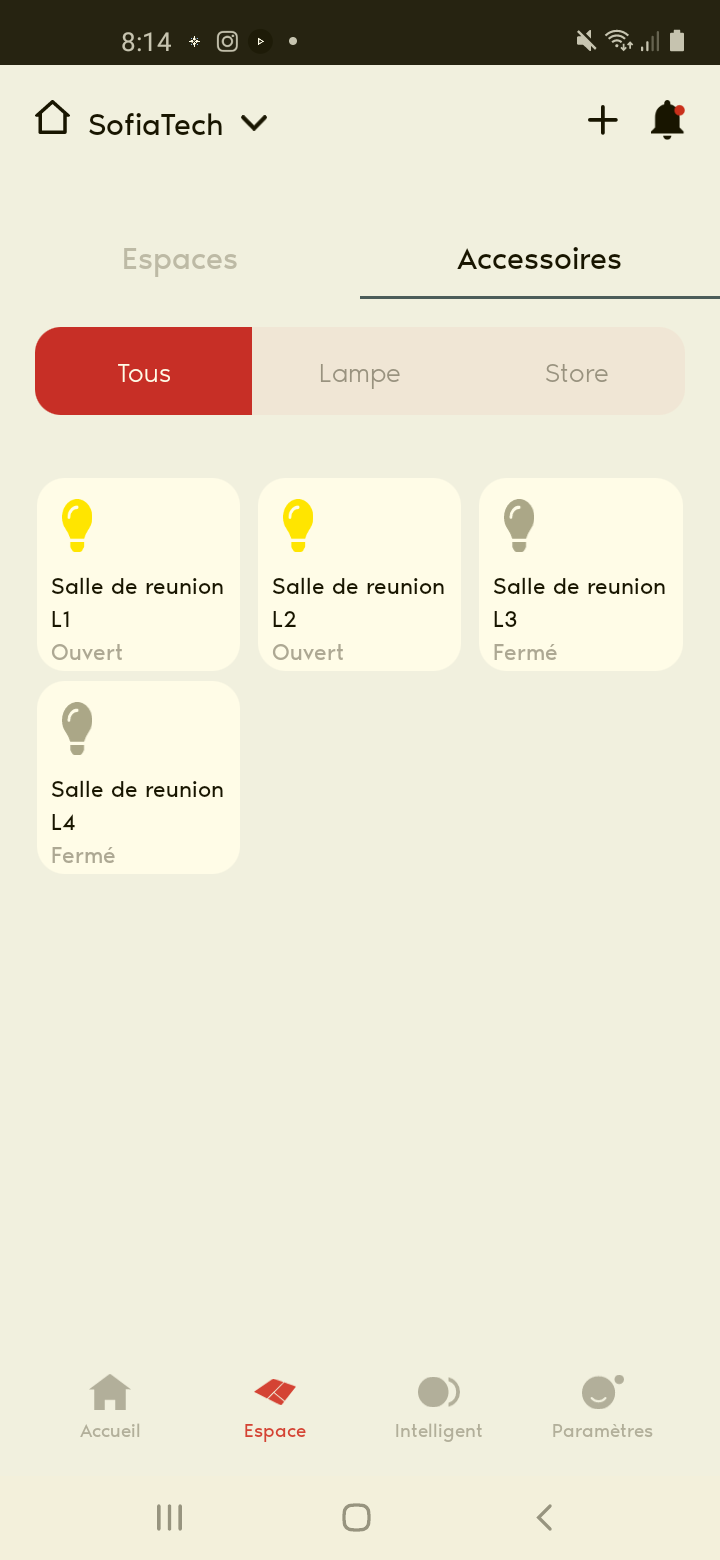 8:14
SofiaTech
Espaces
Accessoires
Tous
Lampe
Store
Salle de reunion
L1
Ouvert
Salle de reunion
L2
Ouvert
Salle de reunion
L3
Fermé
Salle de reunion
L4
Fermé
Accueil
Espace
Intelligent
Paramètres